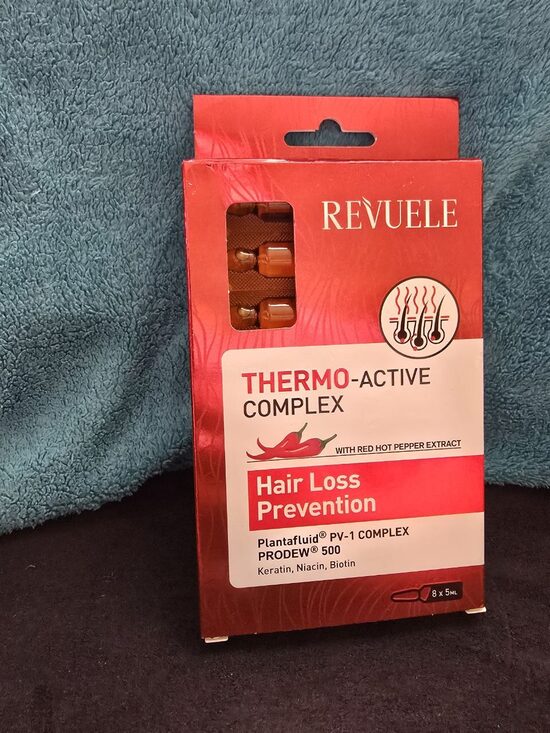 REVUELE
THERMO-ACTIVE
COMPLEX
WITH RED HOT PEPPER EXTRACT
Hair Loss
Prevention
Plantafluid® PV-1 COMPLEX
PRODEW® 500
Keratin, Niacin, Biotin
8 x 5ML